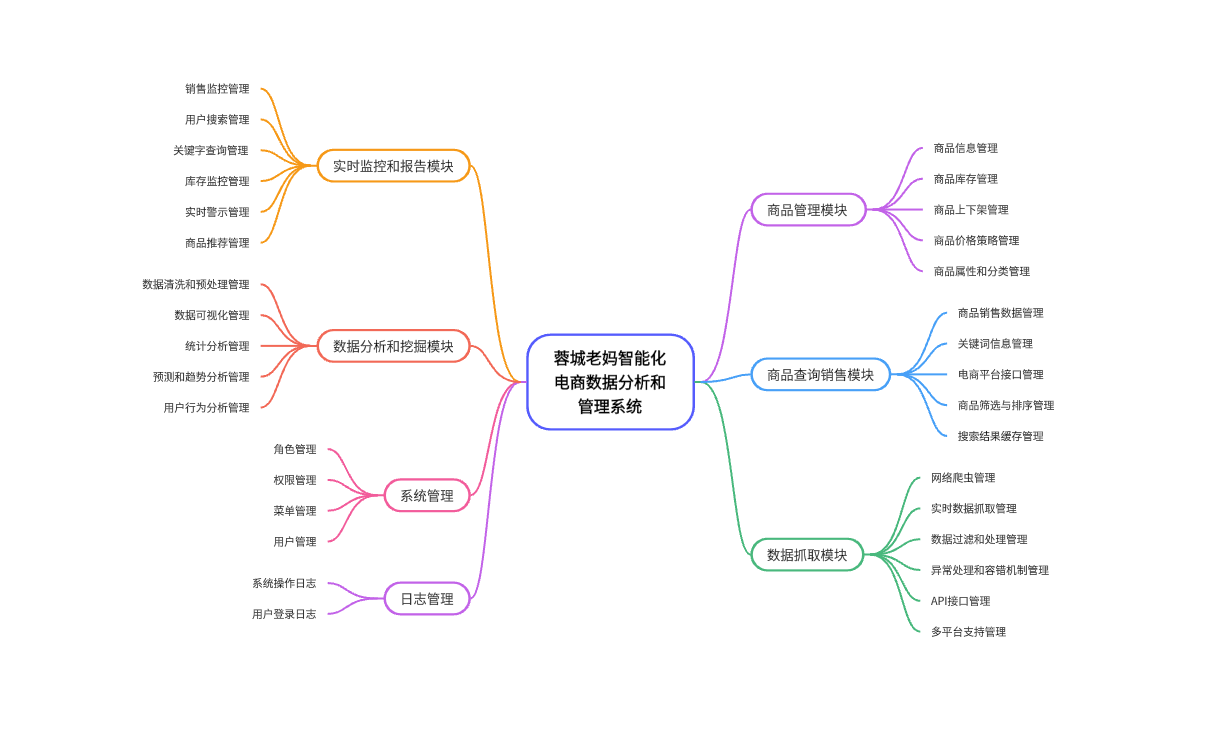 蓉城老妈智能化
电商数据分析和
管理系统
实时监控和报告模块
销售监控管理
用户搜索管理
关键字查询管理
库存监控管理
实时警示管理
商品推荐管理
数据分析和挖掘模块
数据清洗和预处理管理
数据可视化管理
统计分析管理
预测和趋势分析管理
用户行为分析管理
系统管理
角色管理
权限管理
菜单管理
用户管理
日志管理
系统操作日志
用户登录日志
商品管理模块
商品信息管理
商品库存管理
商品上下架管理
商品价格策略管理
商品属性和分类管理
商品查询销售模块
商品销售数据管理
关键词信息管理
电商平台接口管理
商品筛选与排序管理
搜索结果缓存管理
数据抓取模块
网络爬虫管理
实时数据抓取管理
数据过滤和处理管理
异常处理和容错机制管理
API接口管理
多平台支持管理